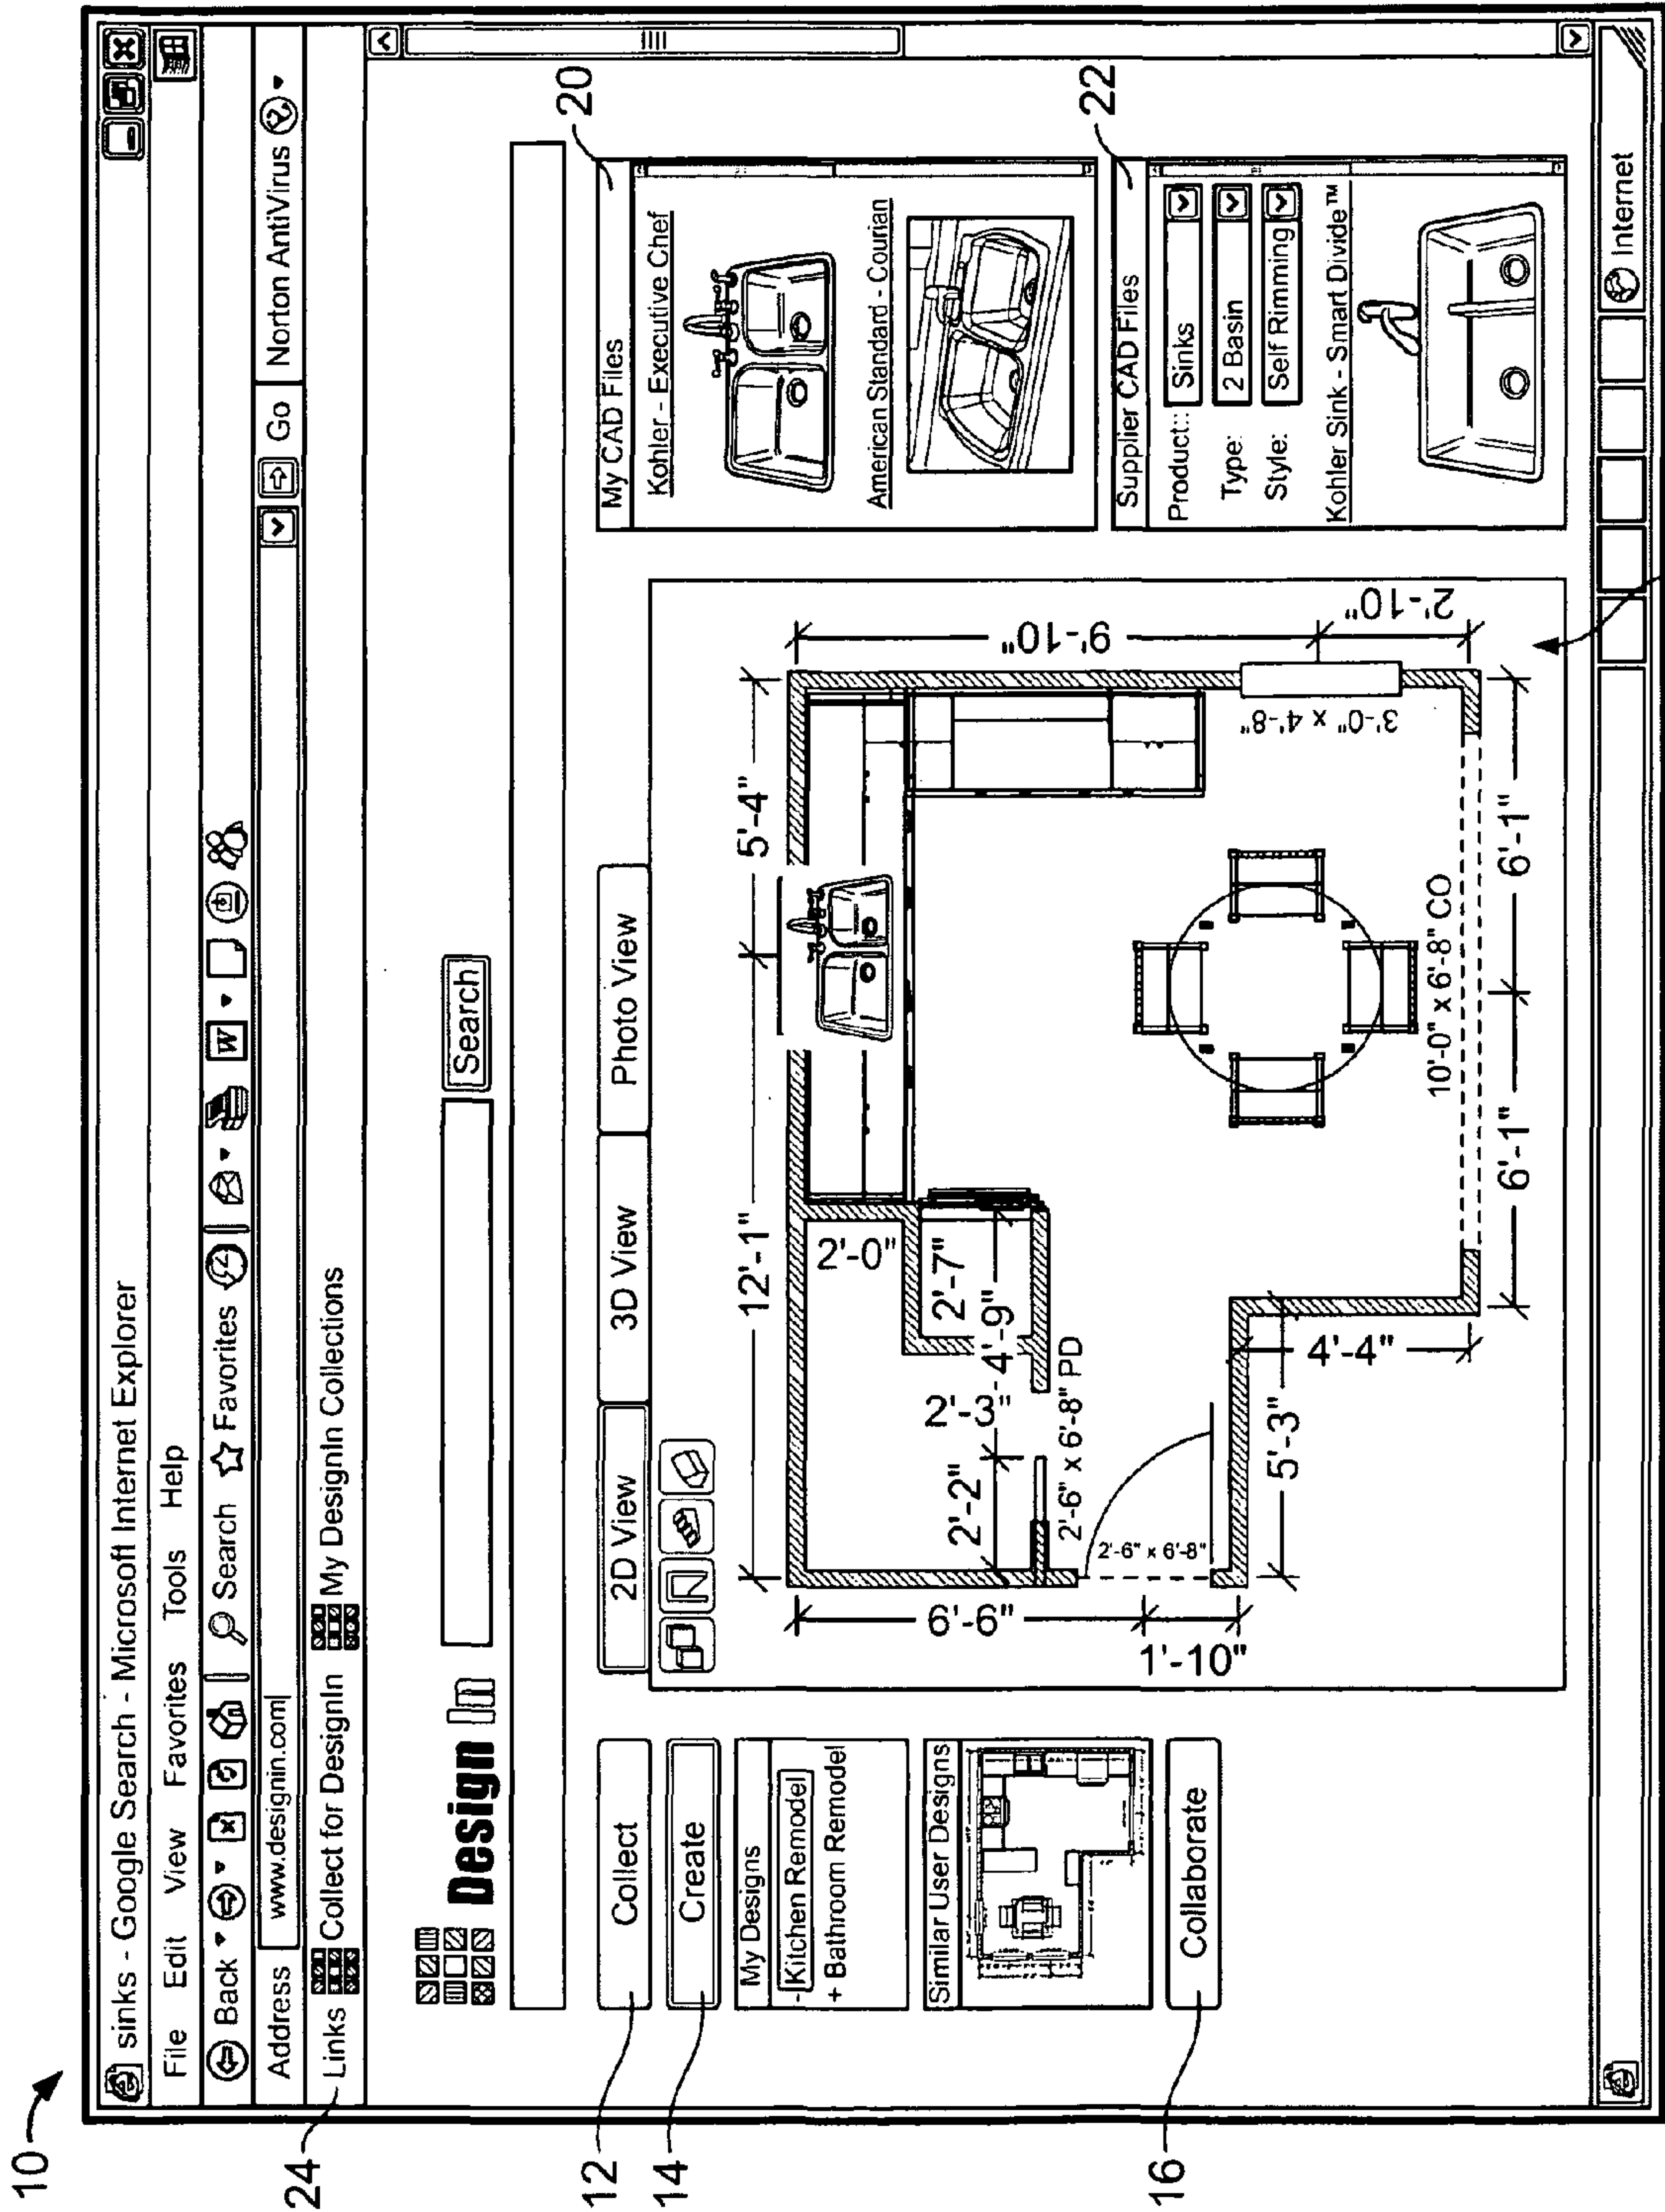 10
sinks - Google Search - Microsoft Internet Explorer
File Edit View Favorites Tools Help
Back Search Favorites W
Address www.designin.com Go Norton AntiVirus
24
Links Collect for DesignIn My DesignIn Collections
Design In
Search
12
Collect
14
Create
My Designs
- Kitchen Remodel
+ Bathroom Remodel
Similar User Designs
16
Collaborate
2D View
3D View
Photo View
12'-1"
5'-4"
6'-6"
1'-10"
2'-0"
2'-7"
4'-9"
2'-3"
2'-2"
2'-6" x 6'-8" PD
2'-6" x 6'-8"
5'-3"
4'-4"
9'-10"
2'-10"
3'-0" x 4'-8"
10'-0" x 6'-8" CO
6'-1"
6'-1"
20
My CAD Files
Kohler - Executive Chef
American Standard - Courian
22
Supplier CAD Files
Product:: Sinks
Type: 2 Basin
Style: Self Rimming
Kohler Sink - Smart Divide™
Internet